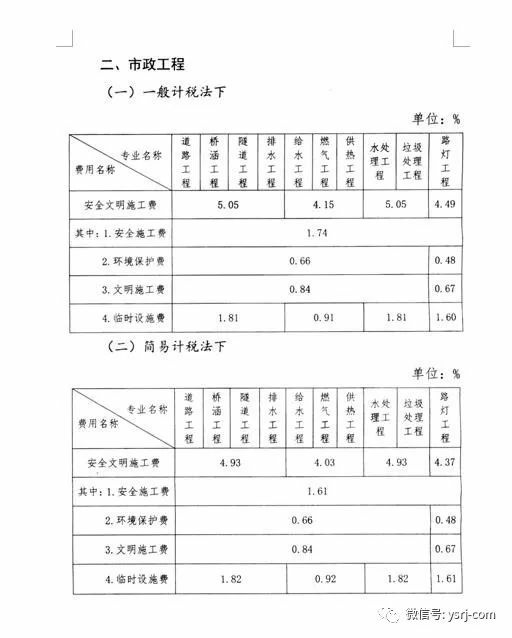 二、市政工程
（一）一般计税法下
单位：%
专业名称 费用名称 道路工程 桥涵工程 隧道工程 排水工程 给水工程 燃气工程 供热工程 水处理工程 垃圾处理工程 路灯工程
安全文明施工费 5.05 4.15 5.05 4.49
其中：1.安全施工费 1.74
2.环境保护费 0.66 0.48
3.文明施工费 0.84 0.67
4.临时设施费 1.81 0.91 1.81 1.60
（二）简易计税法下
单位：%
专业名称 费用名称 道路工程 桥涵工程 隧道工程 排水工程 给水工程 燃气工程 供热工程 水处理工程 垃圾处理工程 路灯工程
安全文明施工费 4.93 4.03 4.93 4.37
其中：1.安全施工费 1.61
2.环境保护费 0.66 0.48
3.文明施工费 0.84 0.67
4.临时设施费 1.82 0.92 1.82 1.61
微信号: ysrj-com